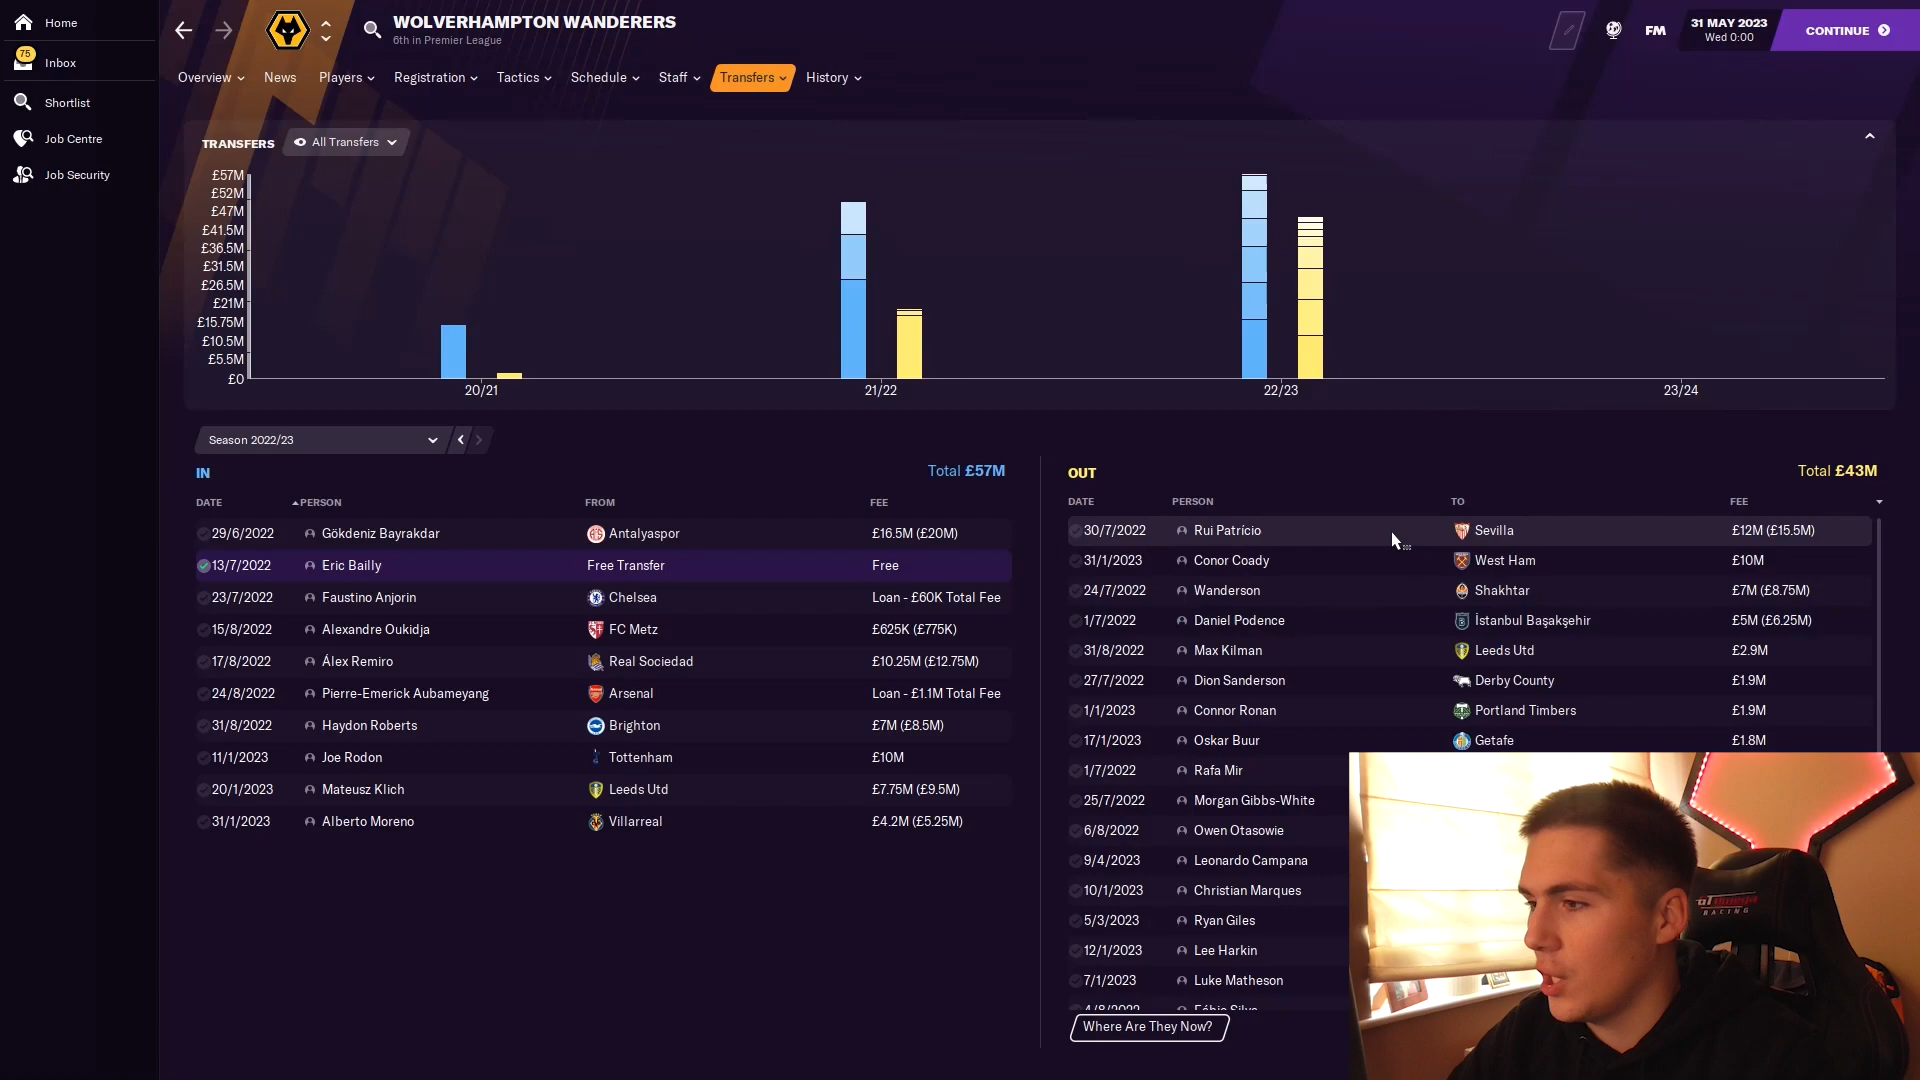 Home
75
Inbox
Shortlist
Job Centre
Job Security
WOLVERHAMPTON WANDERERS
6th in Premier League
FM
31 MAY 2023
Wed 0:00
CONTINUE
Overview
News
Players
Registration
Tactics
Schedule
Staff
Transfers
History
TRANSFERS
All Transfers
£57M
£52M
£47M
£41.5M
£36.5M
£31.5M
£26.5M
£21M
£15.75M
£10.5M
£5.5M
£0
20/21
21/22
22/23
23/24
Season 2022/23
IN
Total £57M
DATE PERSON FROM FEE
29/6/2022 Gökdeniz Bayrakdar Antalyaspor £16.5M (£20M)
13/7/2022 Eric Bailly Free Transfer Free
23/7/2022 Faustino Anjorin Chelsea Loan - £60K Total Fee
15/8/2022 Alexandre Oukidja FC Metz £625K (£775K)
17/8/2022 Álex Remiro Real Sociedad £10.25M (£12.75M)
24/8/2022 Pierre-Emerick Aubameyang Arsenal Loan - £1.1M Total Fee
31/8/2022 Haydon Roberts Brighton £7M (£8.5M)
11/1/2023 Joe Rodon Tottenham £10M
20/1/2023 Mateusz Klich Leeds Utd £7.75M (£9.5M)
31/1/2023 Alberto Moreno Villarreal £4.2M (£5.25M)
OUT
Total £43M
DATE PERSON TO FEE
30/7/2022 Rui Patrício Sevilla £12M (£15.5M)
31/1/2023 Conor Coady West Ham £10M
24/7/2022 Wanderson Shakhtar £7M (£8.75M)
1/7/2022 Daniel Podence İstanbul Başakşehir £5M (£6.25M)
31/8/2022 Max Kilman Leeds Utd £2.9M
27/7/2022 Dion Sanderson Derby County £1.9M
1/1/2023 Connor Ronan Portland Timbers £1.9M
17/1/2023 Oskar Buur Getafe £1.8M
1/7/2022 Rafa Mir
25/7/2022 Morgan Gibbs-White
6/8/2022 Owen Otasowie
9/4/2023 Leonardo Campana
10/1/2023 Christian Marques
5/3/2023 Ryan Giles
12/1/2023 Lee Harkin
7/1/2023 Luke Matheson
4/8/2022 Fábio Silva
Where Are They Now?
GT OMEGA
RACING